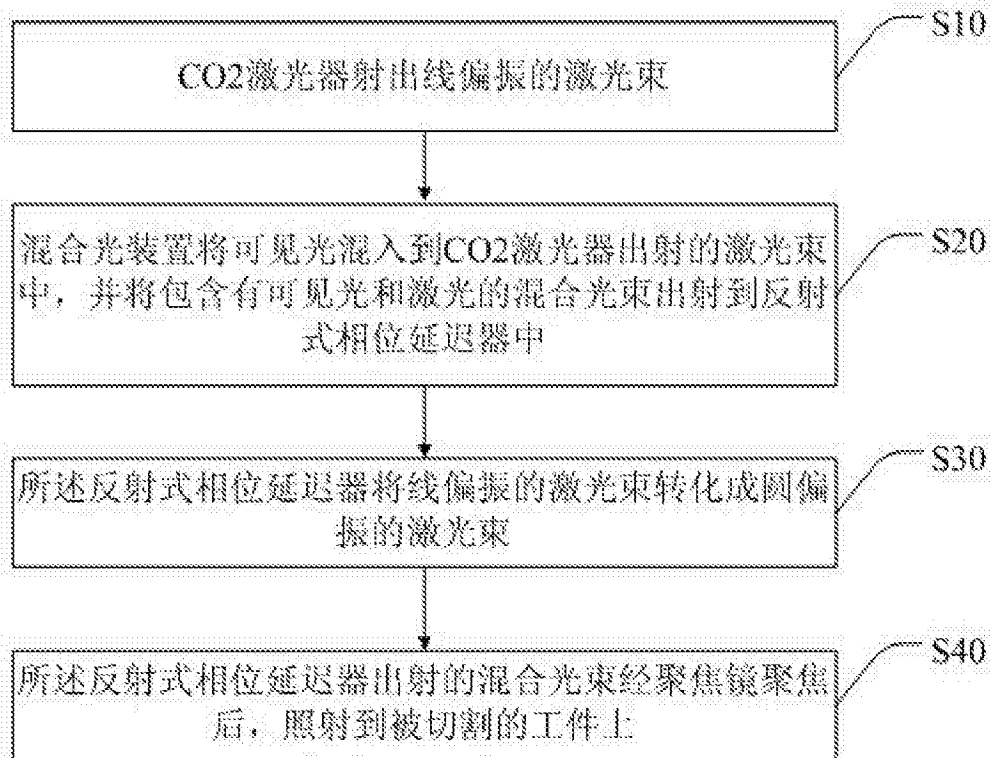 S10
CO2激光器射出线偏振的激光束
S20
混合光装置将可见光混入到CO2激光器出射的激光束
中，并将包含有可见光和激光的混合光束出射到反射
式相位延迟器中
S30
所述反射式相位延迟器将线偏振的激光束转化成圆偏
振的激光束
S40
所述反射式相位延迟器出射的混合光束经聚焦镜聚焦
后，照射到被切割的工件上